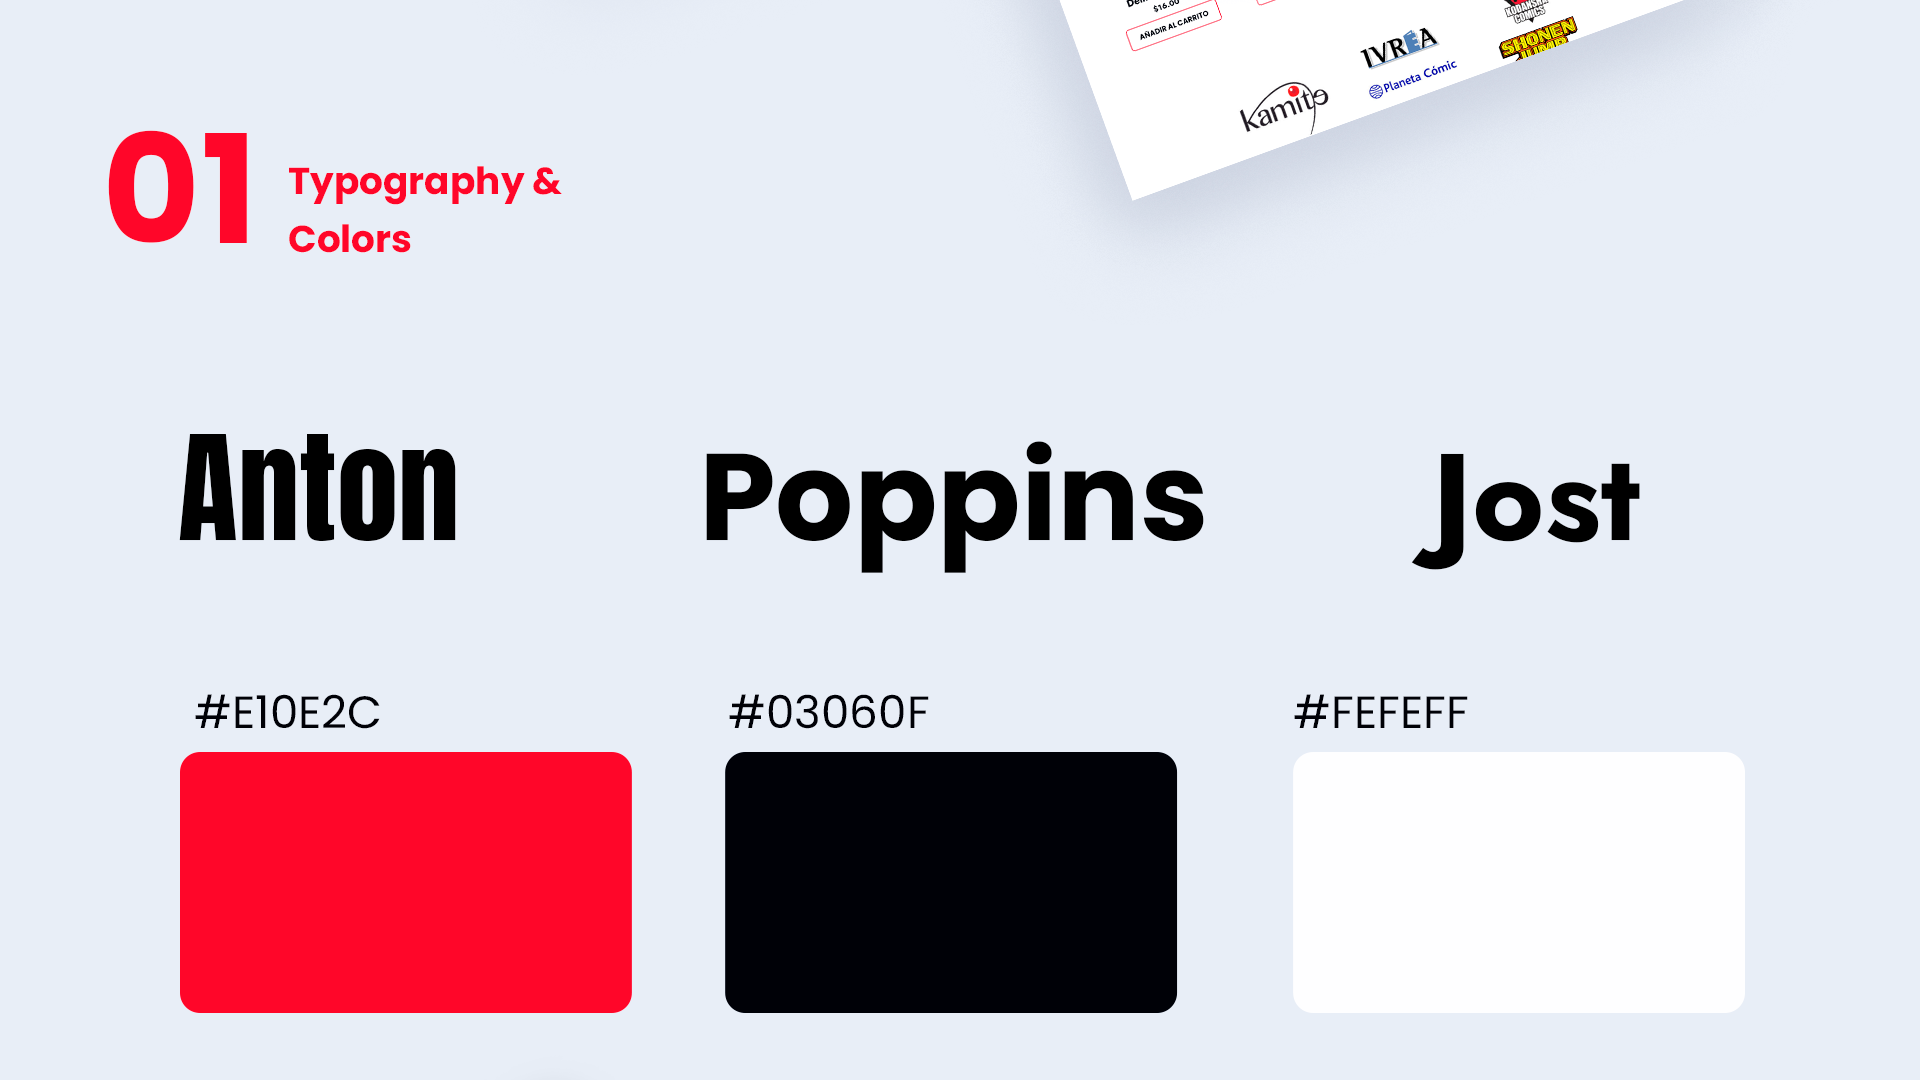 $16.00
AÑADIR AL CARRITO
KODANSHA
COMICS
IVREA
SHONEN
JUMP
Planeta Cómic
kamite
01
Typography &
Colors
Anton
Poppins
Jost
#E10E2C
#03060F
#FEFEFF